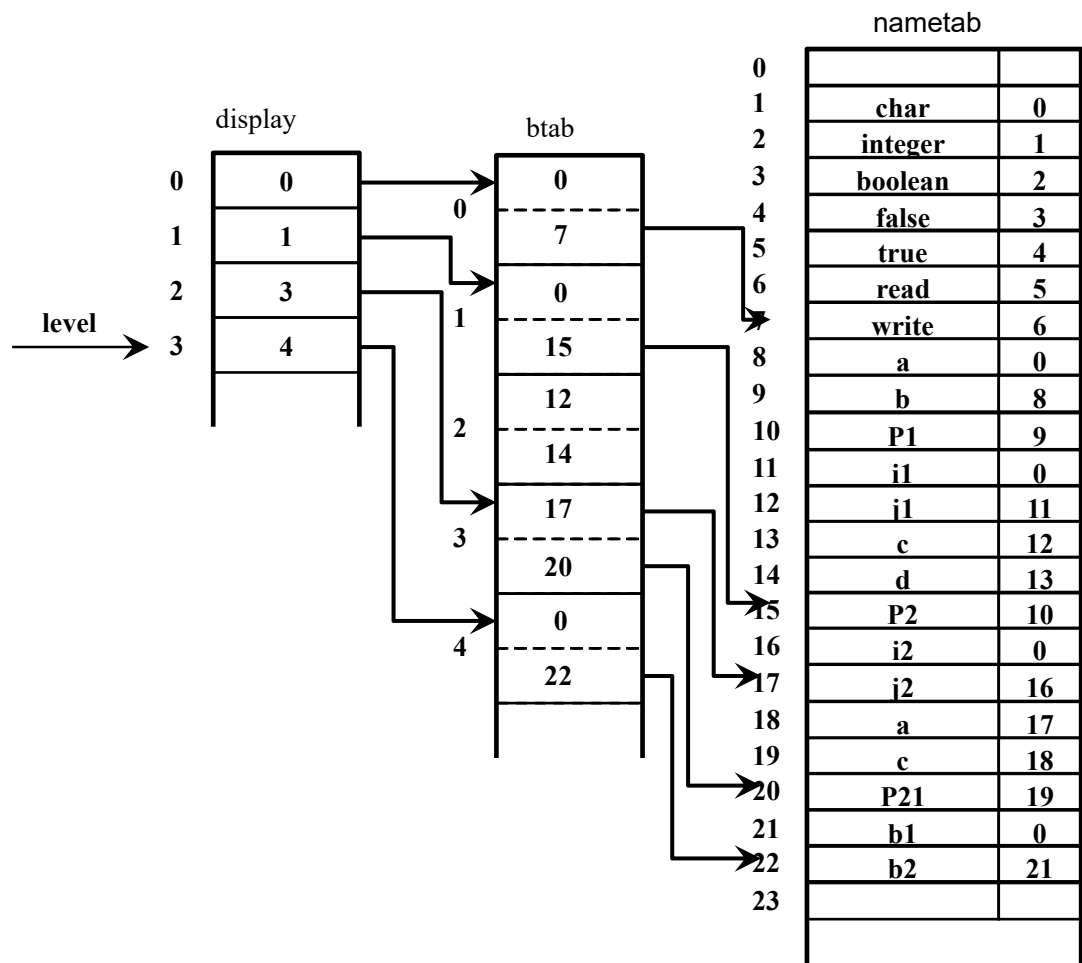 nametab
display
btab
level
0 0
1 1
2 3
3 4
0 0
7
1 0
15
2 12
14
3 17
20
4 0
22
0
1 char 0
2 integer 1
3 boolean 2
4 false 3
5 true 4
6 read 5
7 write 6
8 a 0
9 b 8
10 P1 9
11 i1 0
12 j1 11
13 c 12
14 d 13
15 P2 10
16 i2 0
17 j2 16
18 a 17
19 c 18
20 P21 19
21 b1 0
22 b2 21
23